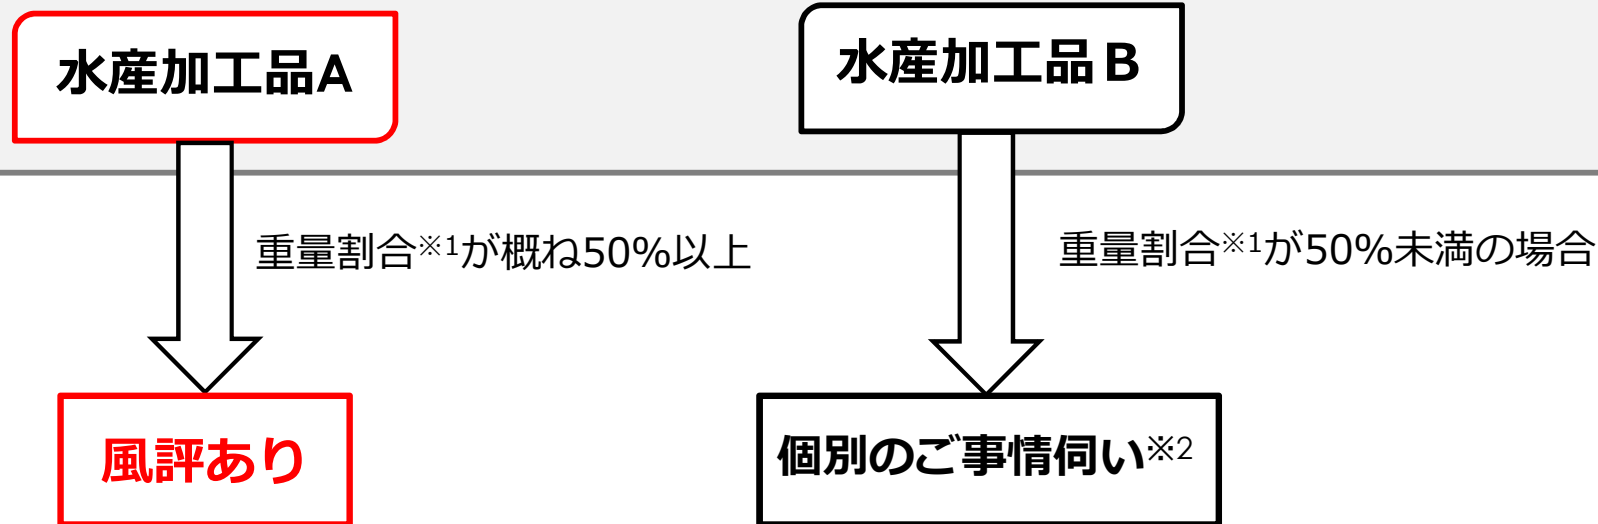 水産加工品A
水産加工品B
重量割合※1が概ね50%以上
重量割合※1が50%未満の場合
風評あり
個別のご事情伺い※2